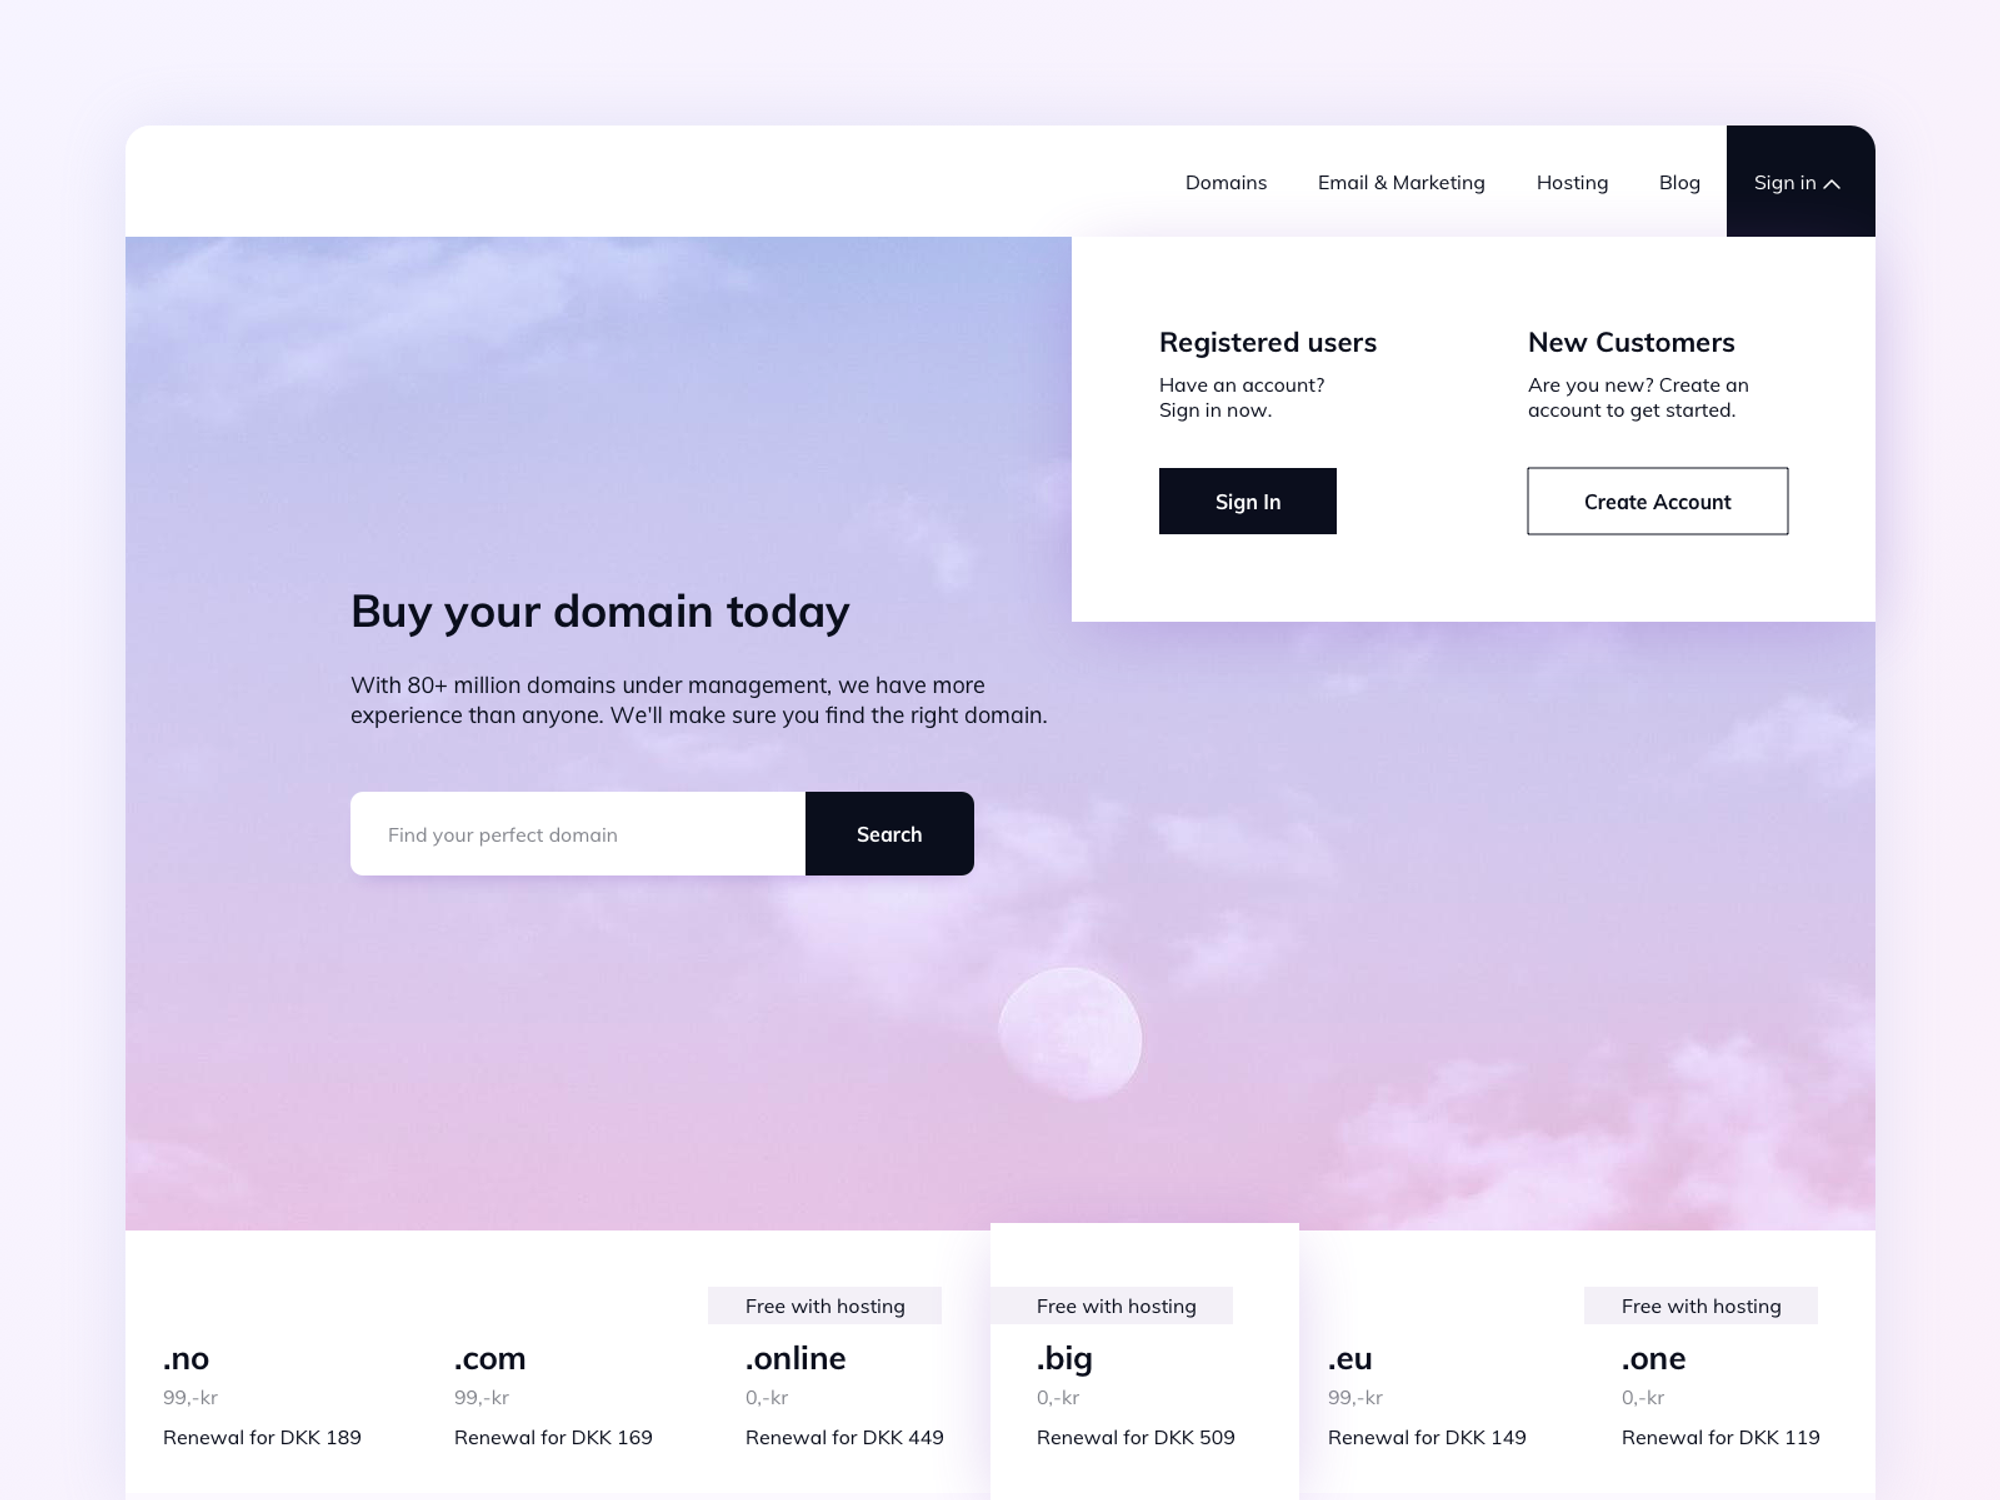 Domains
Email & Marketing
Hosting
Blog
Sign in
Registered users
Have an account?
Sign in now.
Sign In
New Customers
Are you new? Create an
account to get started.
Create Account
Buy your domain today
With 80+ million domains under management, we have more
experience than anyone. We'll make sure you find the right domain.
Find your perfect domain
Search
.no
99,-kr
Renewal for DKK 189
.com
99,-kr
Renewal for DKK 169
Free with hosting
.online
0,-kr
Renewal for DKK 449
Free with hosting
.big
0,-kr
Renewal for DKK 509
.eu
99,-kr
Renewal for DKK 149
Free with hosting
.one
0,-kr
Renewal for DKK 119